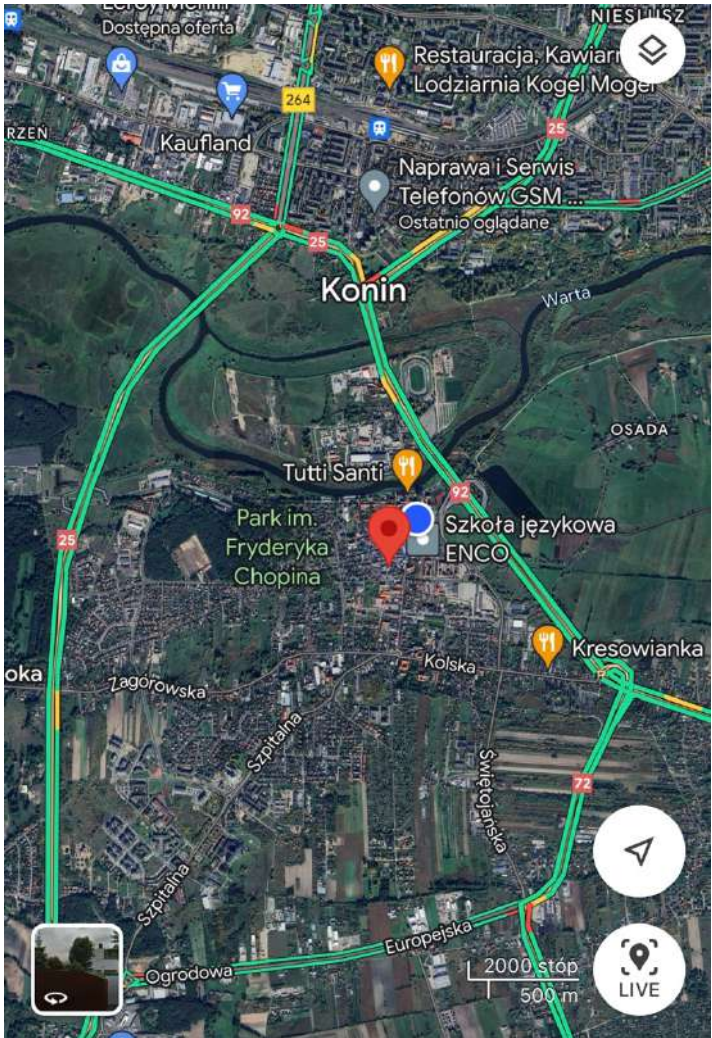 Leroy Merlin
Dostępna oferta
NIESŁUSZ
Restauracja, Kawiarn
Lodziarnia Kogel Mogel
264
25
RZEŃ
Kaufland
Naprawa i Serwis
Telefonów GSM ...
Ostatnio oglądane
92
25
Konin
Warta
OSADA
Tutti Santi
92
25
Park im.
Fryderyka
Chopina
Szkoła językowa
ENCO
Kresowianka
oka
Kolska
Zagórowska
Szpitalna
Świętojańska
72
Szpitalna
Europejska
Ogrodowa
2000 stóp
500 m
LIVE